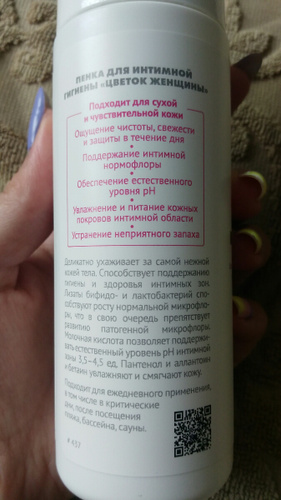 ПЕНКА ДЛЯ ИНТИМНОЙ
ГИГИЕНЫ «ЦВЕТОК ЖЕНЩИНЫ»
Подходит для сухой
и чувствительной кожи
Ощущение чистоты, свежести
и защиты в течение дня
•
Поддержание интимной
нормофлоры
•
Обеспечение естественного
уровня pH
•
Увлажнение и питание кожных
покровов интимной области
•
Устранение неприятного запаха
Деликатно ухаживает за самой нежной
кожей тела. Способствует поддержанию
гигиены и здоровья интимных зон.
Лизаты бифидо- и лактобактерий спо-
собствуют росту нормальной микрофло-
ры, что в свою очередь препятствует
развитию патогенной микрофлоры.
Молочная кислота позволяет поддержи-
вать естественный уровень pH интимной
зоны 3,5–4,5 ед. Пантенол и аллантоин
и бетаин увлажняют и смягчают кожу.
Подходит для ежедневного применения,
в том числе в критические
дни, после посещения
пляжа, бассейна, сауны.